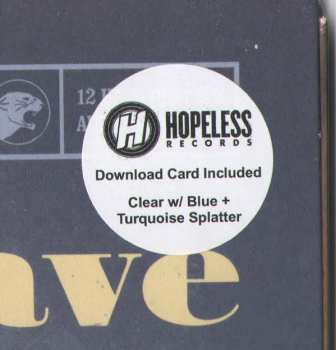 12
HOPELESS
RECORDS
Download Card Included
Clear w/ Blue +
Turquoise Splatter
ave